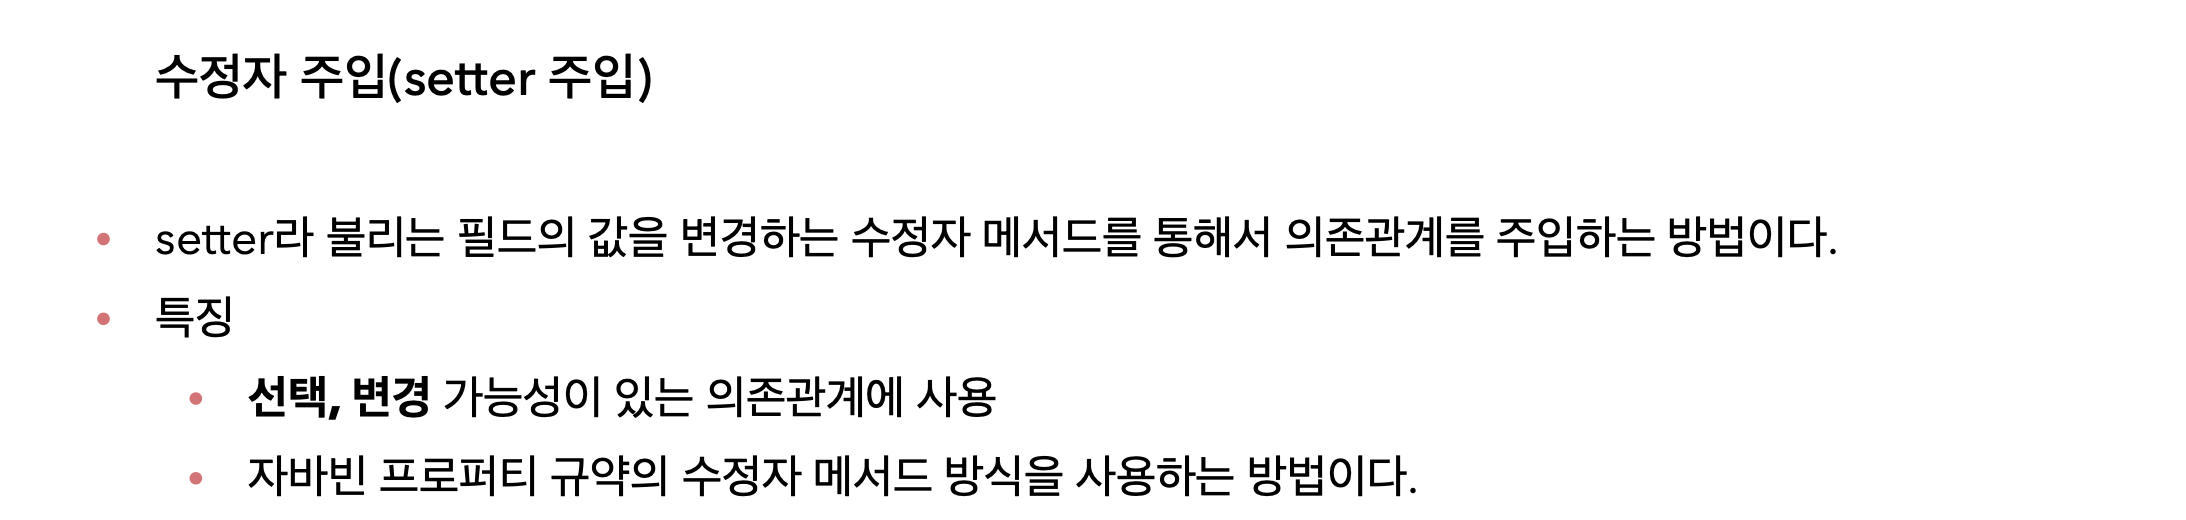 수정자 주입(setter 주입)
• setter라 불리는 필드의 값을 변경하는 수정자 메서드를 통해서 의존관계를 주입하는 방법이다.
• 특징
• 선택, 변경 가능성이 있는 의존관계에 사용
• 자바빈 프로퍼티 규약의 수정자 메서드 방식을 사용하는 방법이다.